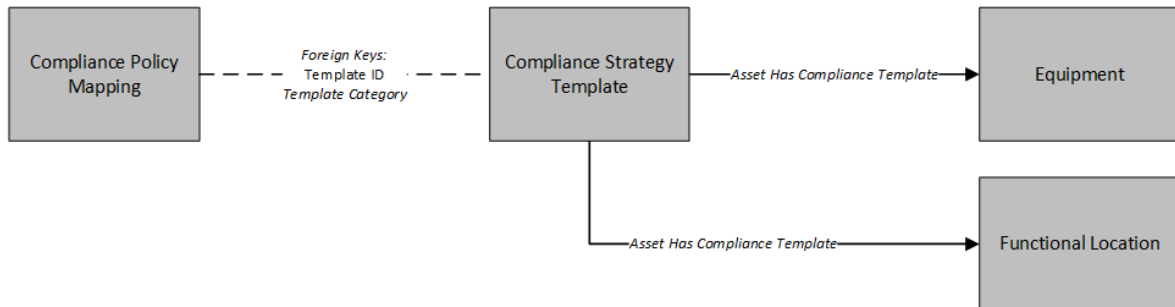 Compliance Policy
Mapping
Foreign Keys:
Template ID
Template Category
Compliance Strategy
Template
Asset Has Compliance Template
Equipment
Asset Has Compliance Template
Functional Location